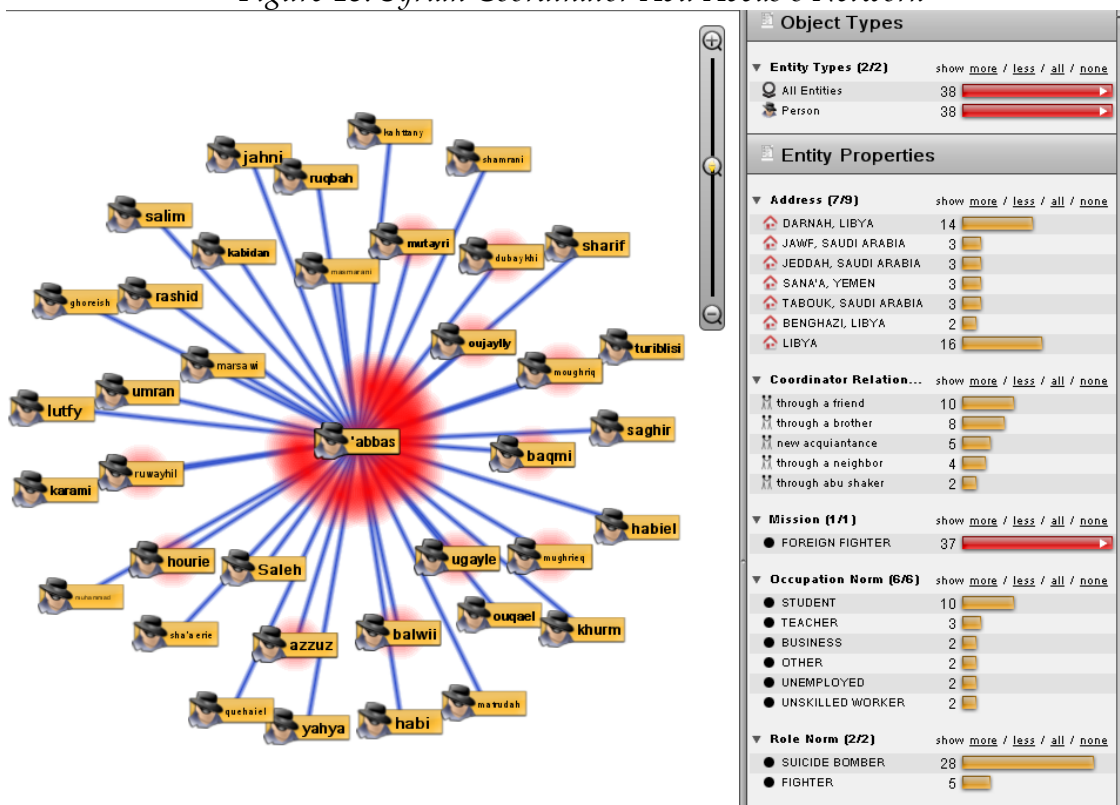 Figure Syrian Coordinator Abu Abbas's Network
kahttany
jahni
shamrani
ruqbah
salim
mutayri
sharif
kabidan
dubaykhi
masmarani
rashid
ghoreish
oujaylly
turiblisi
marsawi
moughriq
umran
lutfy
saghir
'abbas
baqmi
ruwayhil
karami
habiel
hourie
ugayle
mughrieq
Saleh
muhammad
ouqael
khurm
sha'a erie
balwii
azzuz
quehaiel
matrudah
habi
yahya
Object Types
Entity Types (2/2) show more / less / all / none
All Entities 38
Person 38
Entity Properties
Address (7/9) show more / less / all / none
DARNAH, LIBYA 14
JAWF, SAUDI ARABIA 3
JEDDAH, SAUDI ARABIA 3
SANA'A, YEMEN 3
TABOUK, SAUDI ARABIA 3
BENGHAZI, LIBYA 2
LIBYA 16
Coordinator Relation... show more / less / all / none
through a friend 10
through a brother 8
new acquiantance 5
through a neighbor 4
through abu shaker 2
Mission (1/1) show more / less / all / none
FOREIGN FIGHTER 37
Occupation Norm (6/6) show more / less / all / none
STUDENT 10
TEACHER 3
BUSINESS 2
OTHER 2
UNEMPLOYED 2
UNSKILLED WORKER 2
Role Norm (2/2) show more / less / all / none
SUICIDE BOMBER 28
FIGHTER 5